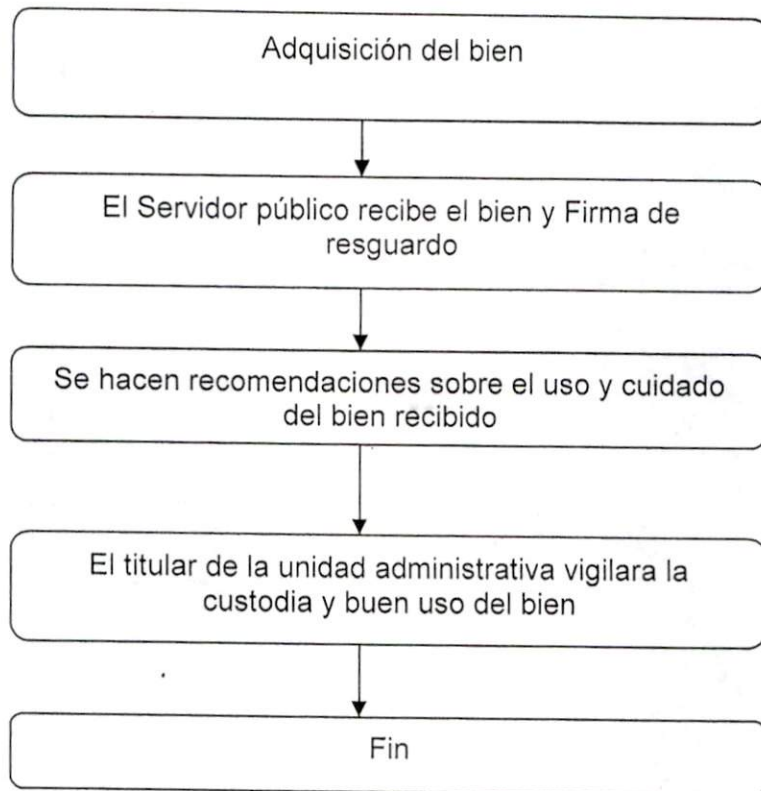 Adquisición del bien
El Servidor público recibe el bien y Firma de
resguardo
Se hacen recomendaciones sobre el uso y cuidado
del bien recibido
El titular de la unidad administrativa vigilara la
custodia y buen uso del bien
Fin